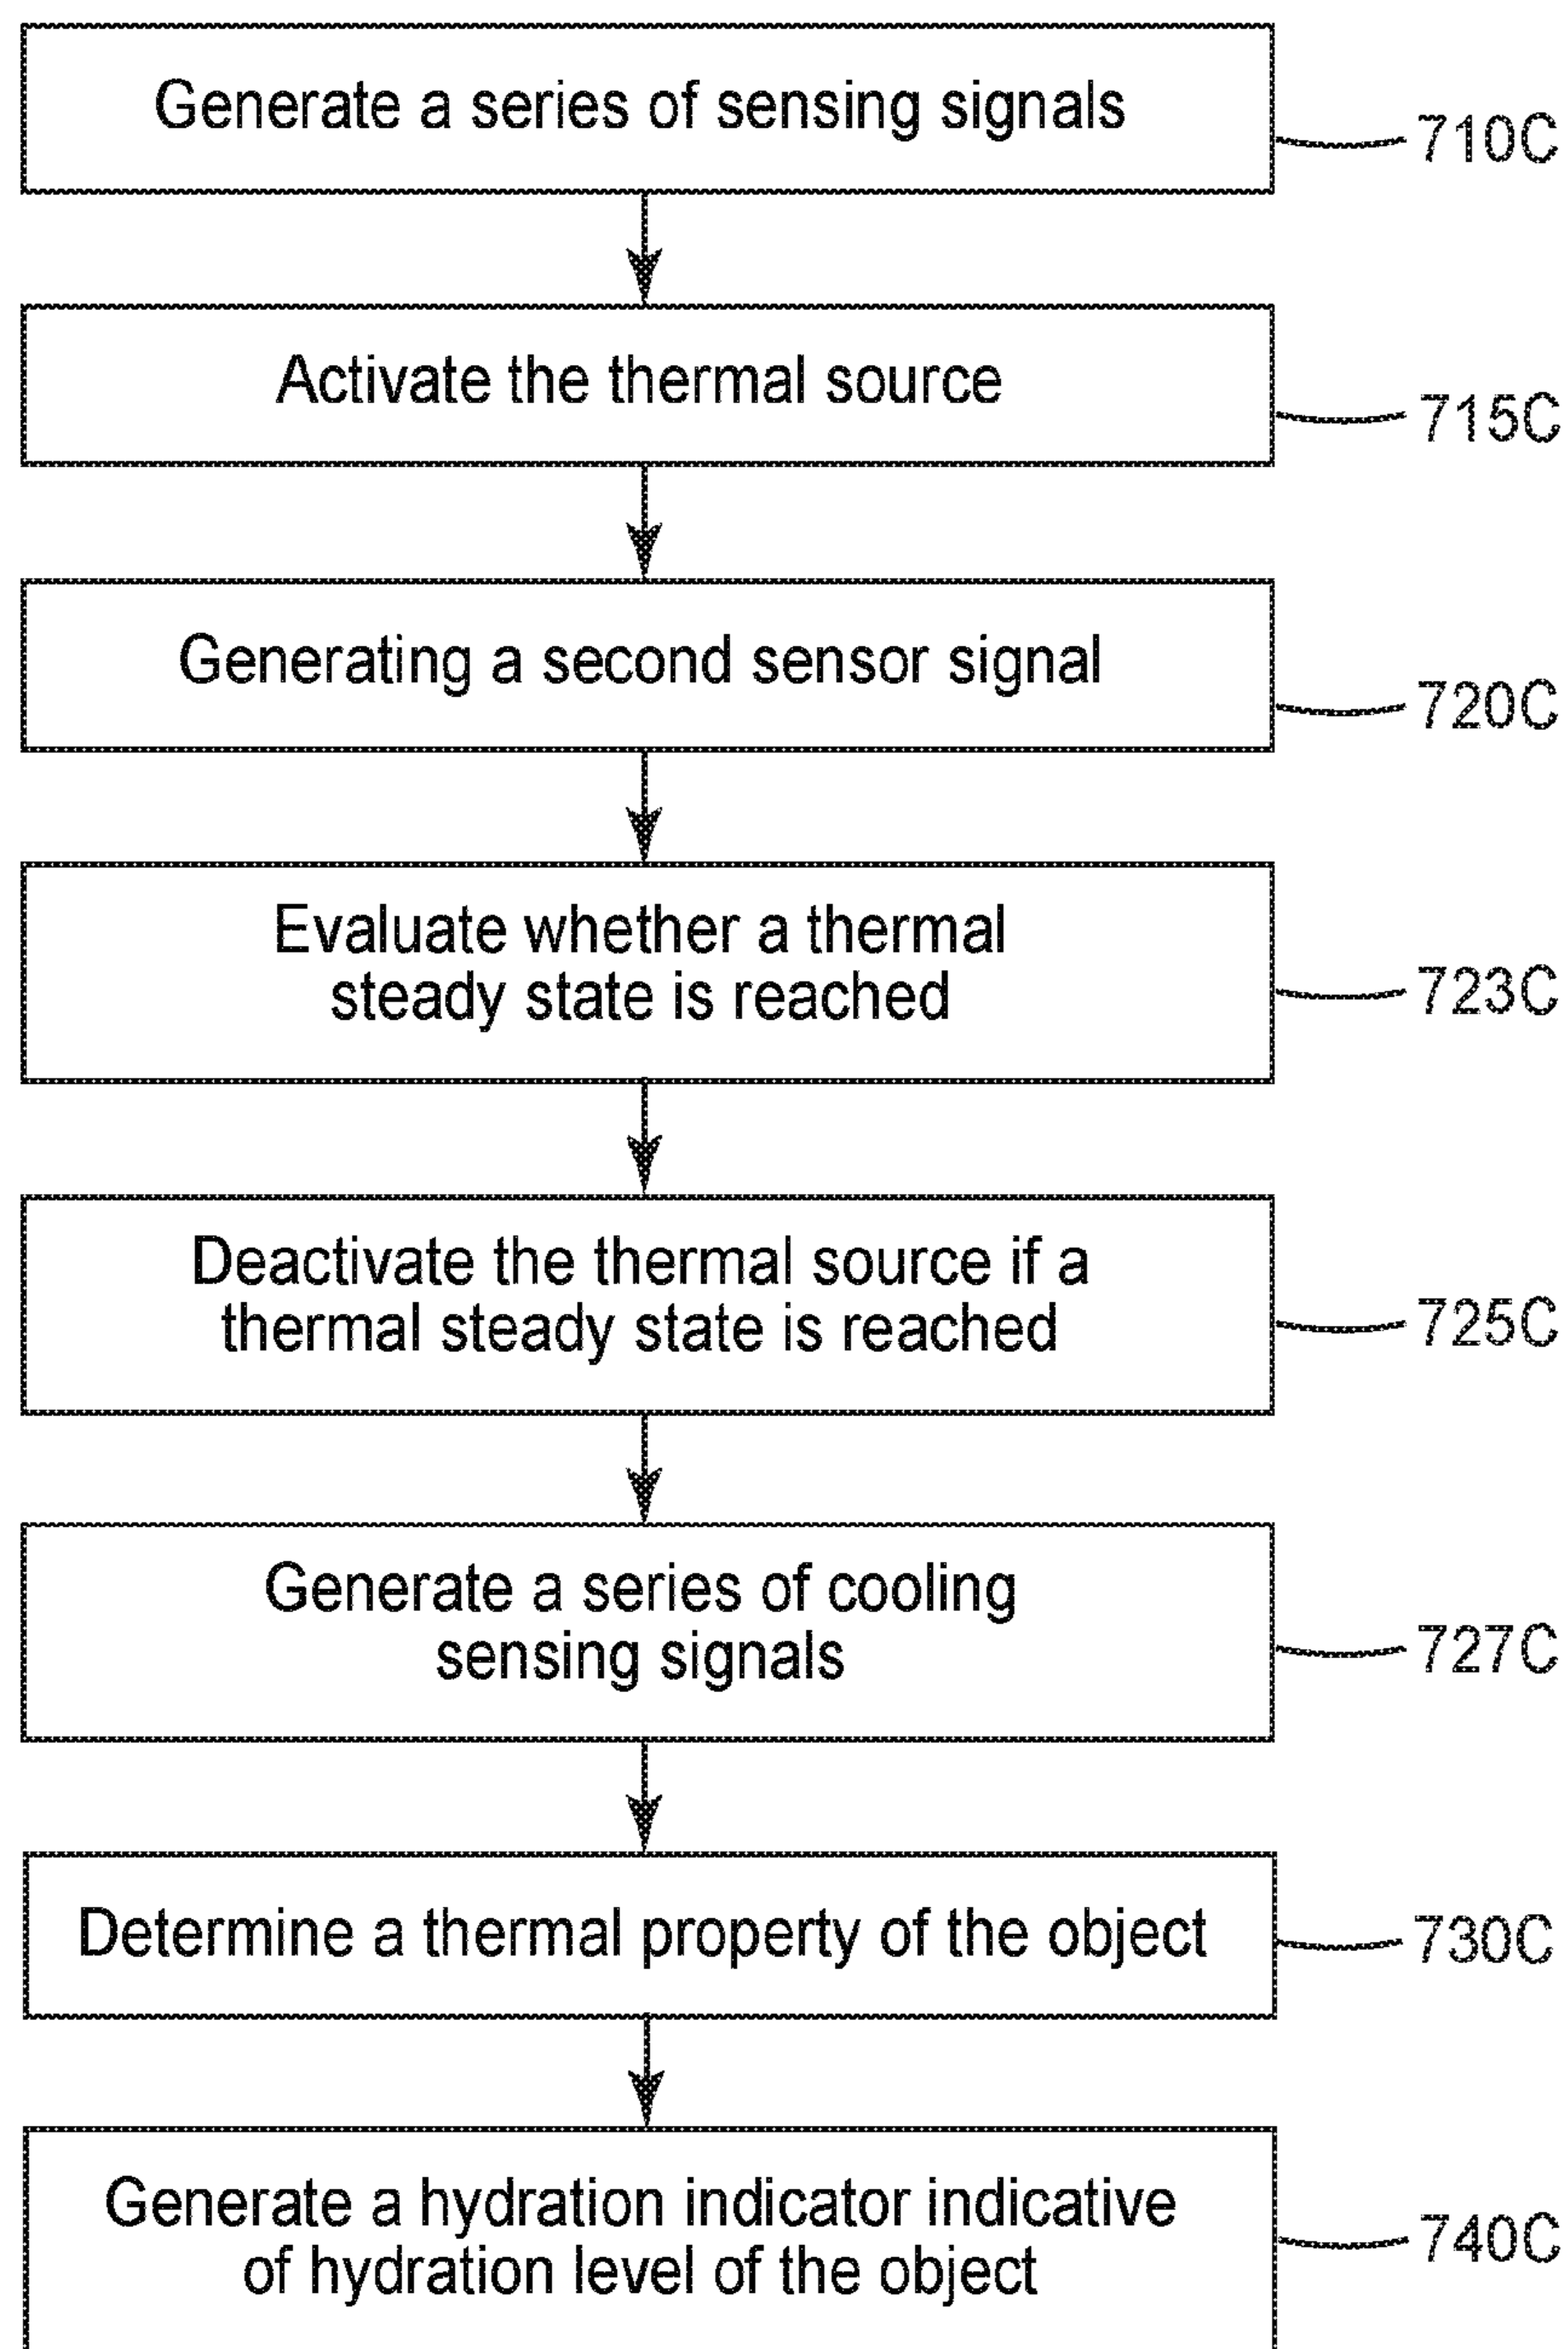 Generate a series of sensing signals
710C
Activate the thermal source
715C
Generating a second sensor signal
720C
Evaluate whether a thermal
steady state is reached
723C
Deactivate the thermal source if a
thermal steady state is reached
725C
Generate a series of cooling
sensing signals
727C
Determine a thermal property of the object
730C
Generate a hydration indicator indicative
of hydration level of the object
740C